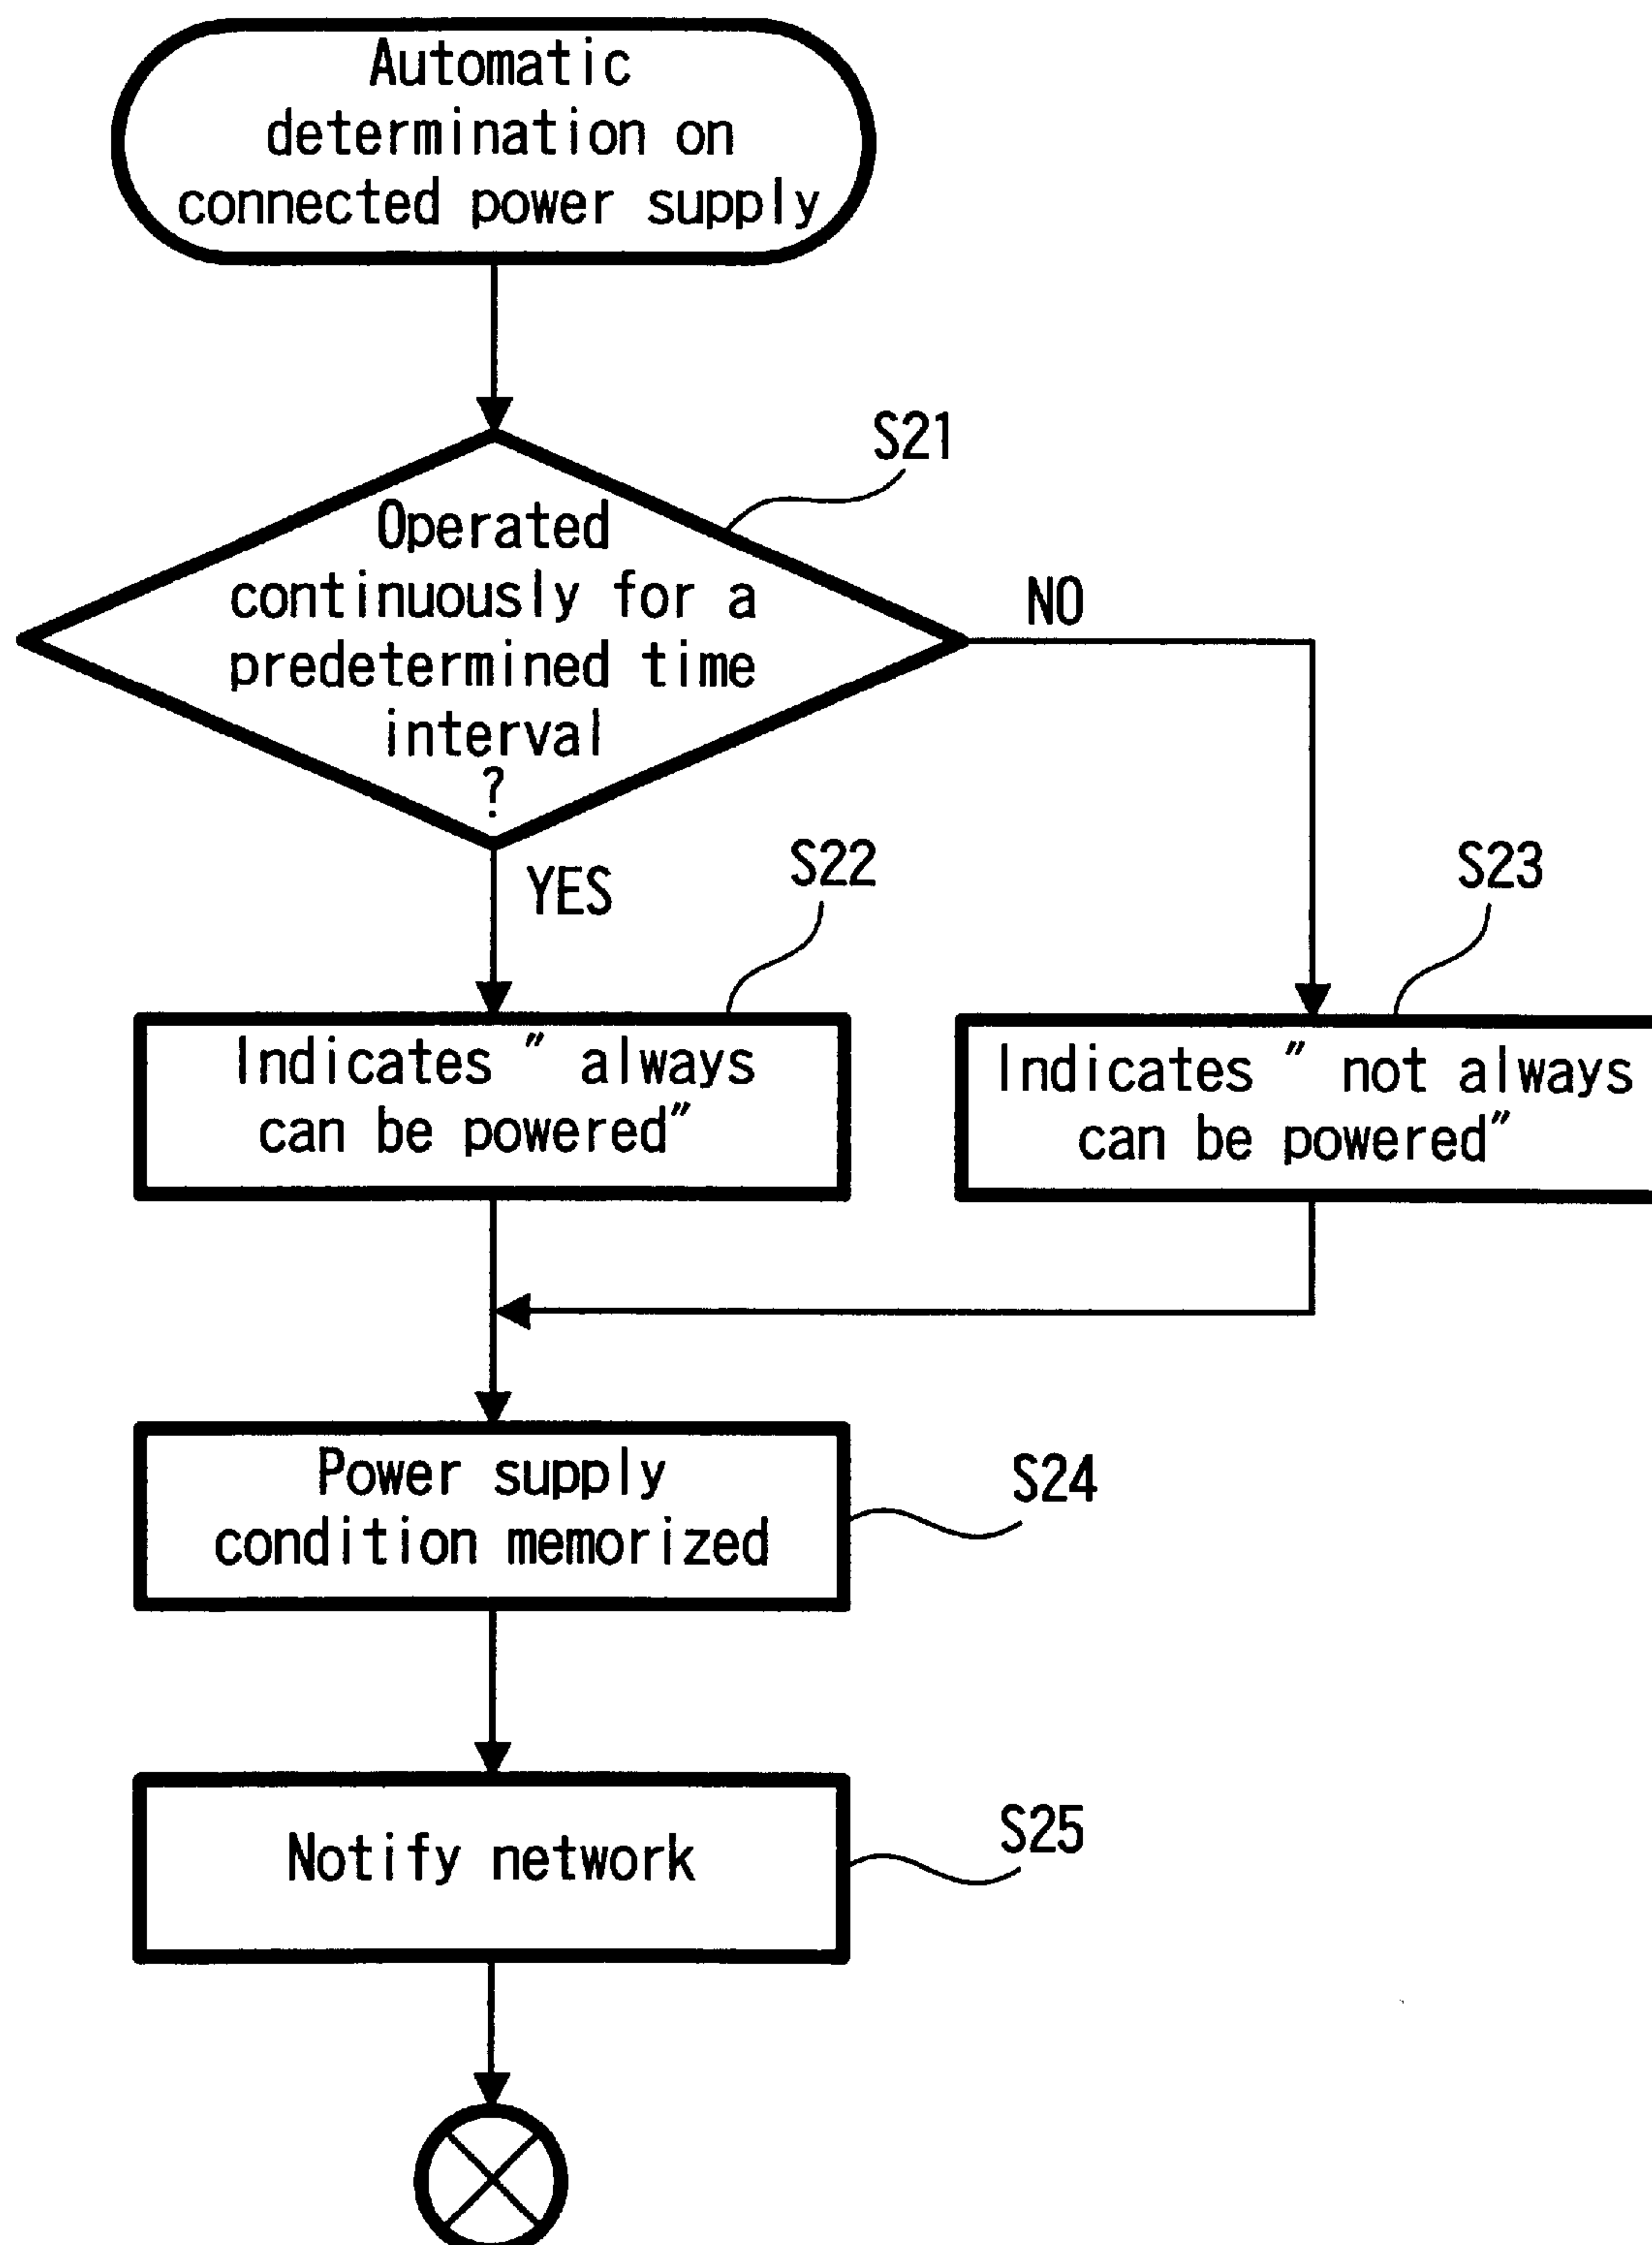 Automatic
determination on
connected power supply
S21
Operated
continuously for a
predetermined time
interval
?
NO
YES
S22
S23
Indicates " always
can be powered"
Indicates " not always
can be powered"
Power supply
condition memorized
S24
Notify network
S25